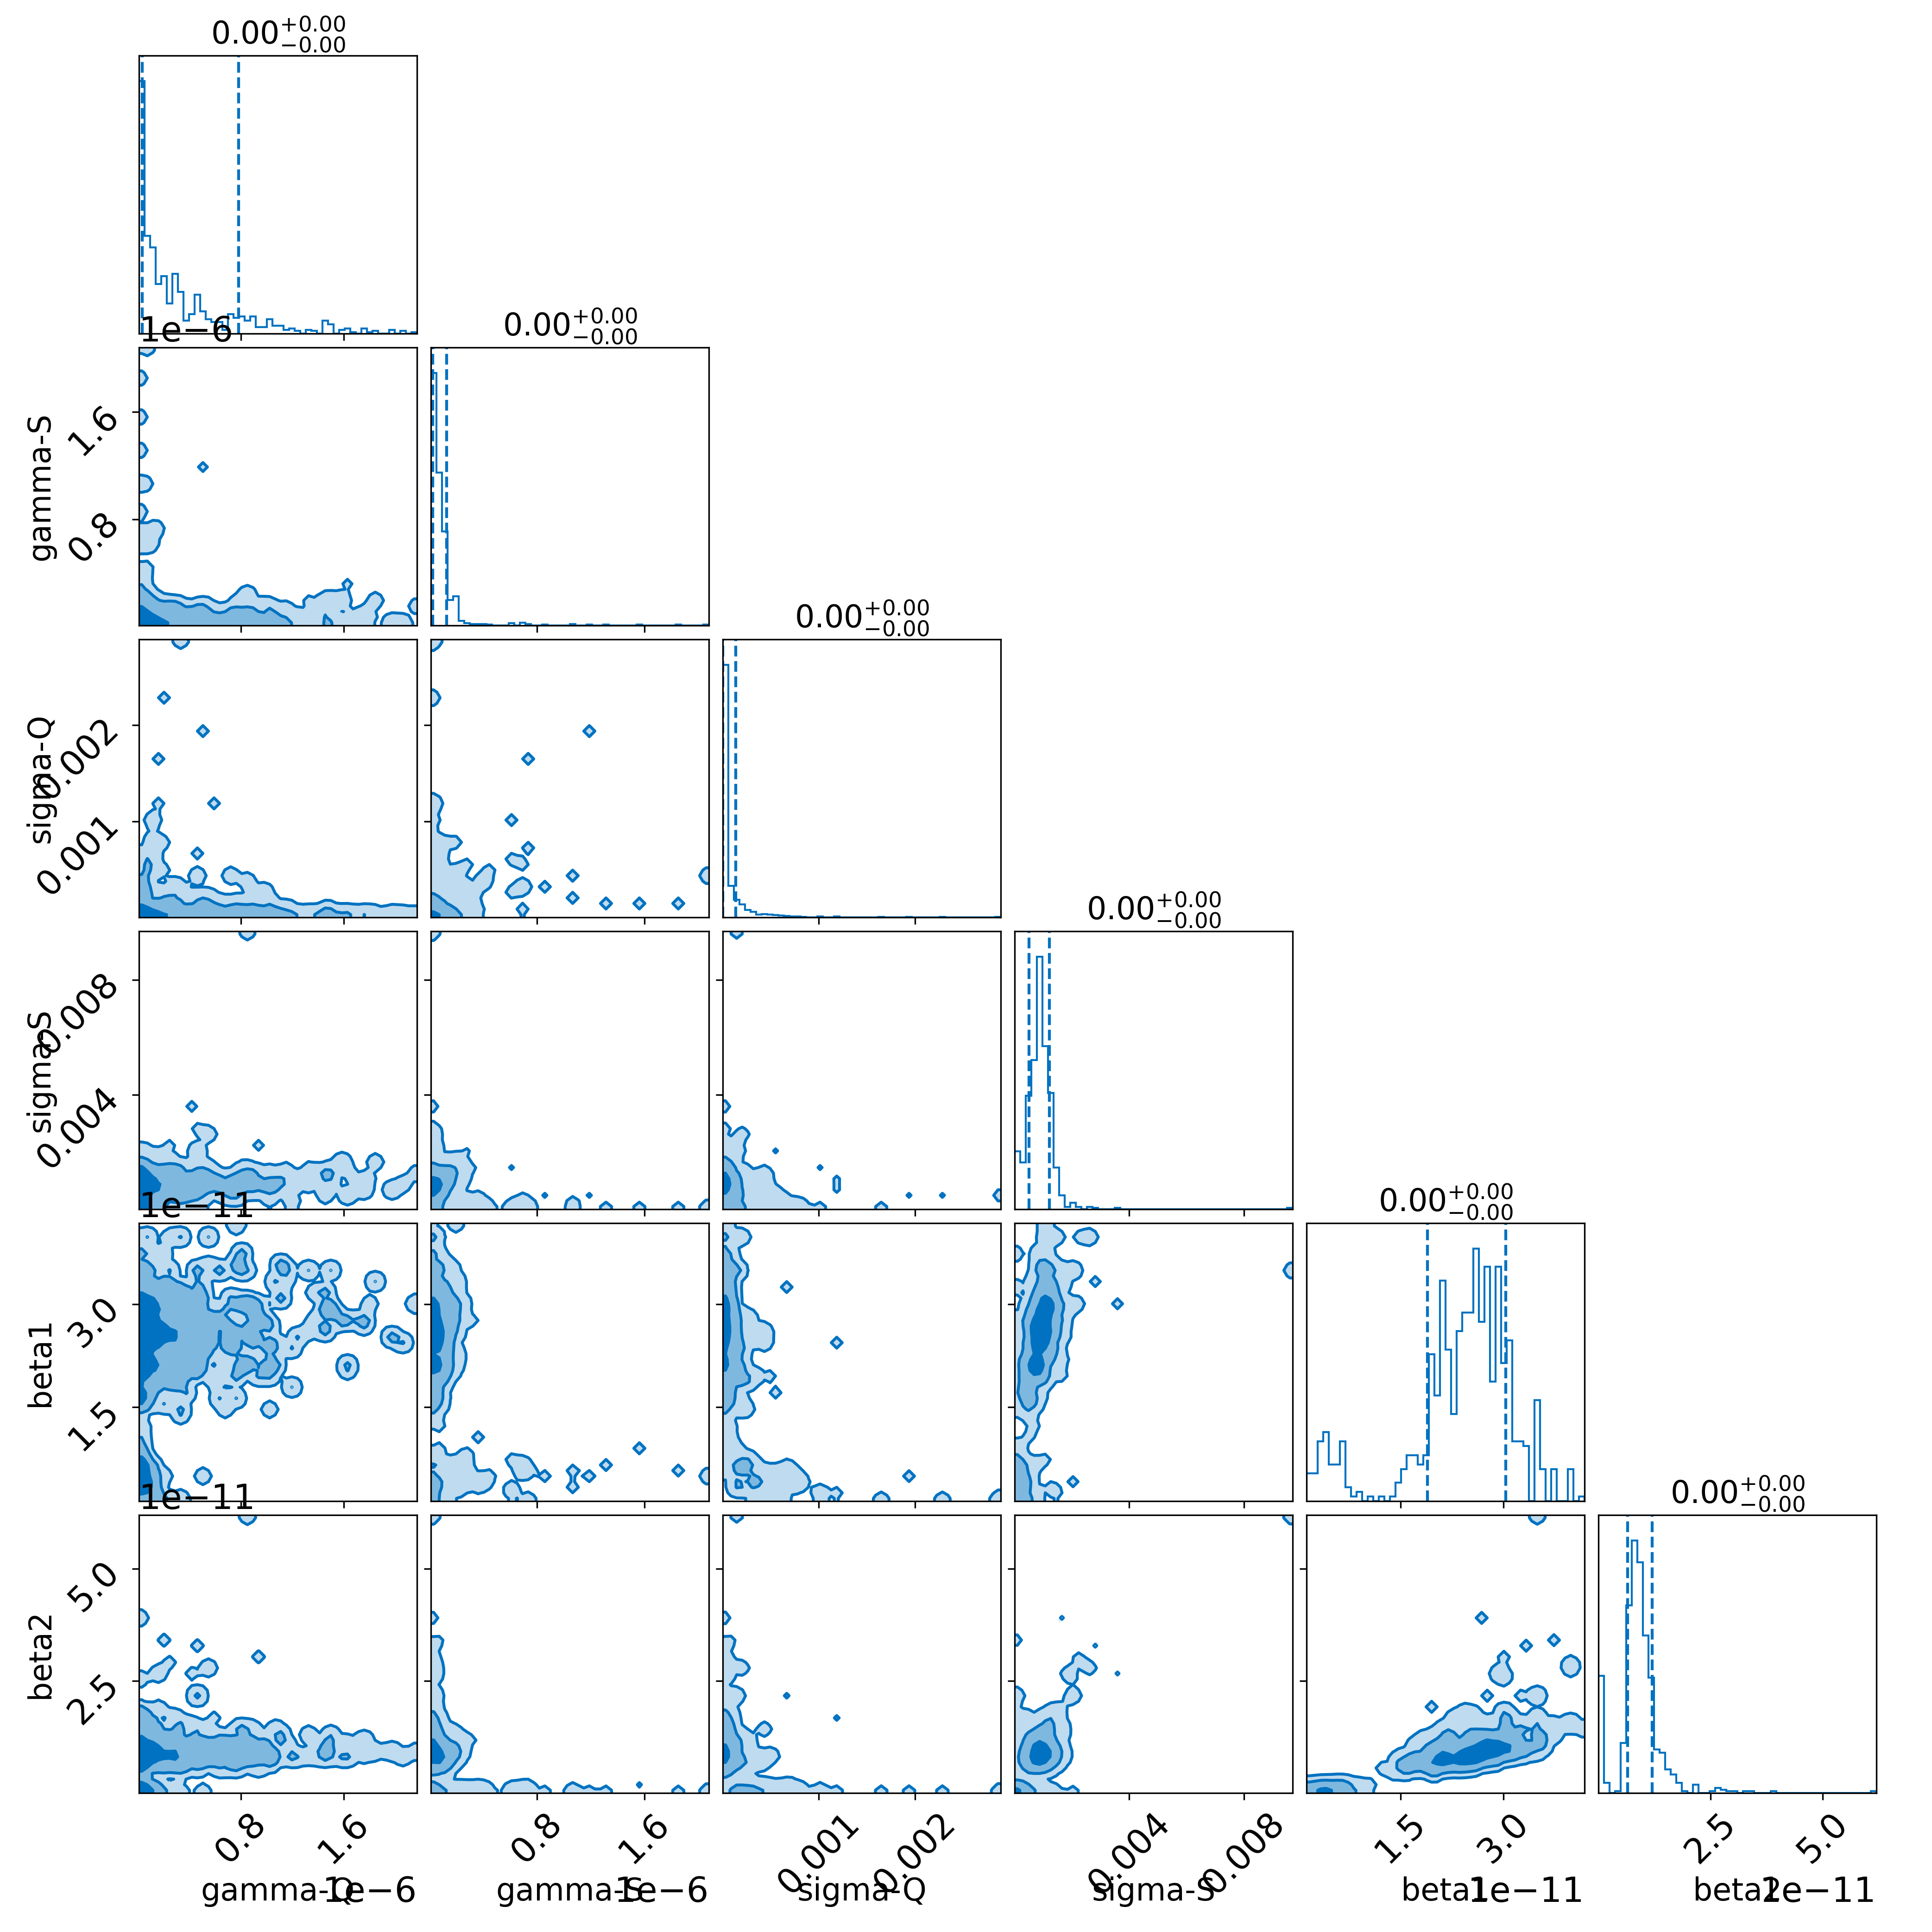 0.00+0.00−0.00
1e−6
0.00+0.00−0.00
gamma-S
1.6
0.8
0.00+0.00−0.00
sigma-Q
0.002
0.001
0.00+0.00−0.00
sigma-S
0.008
0.004
1e−11
0.00+0.00−0.00
beta1
3.0
1.5
1e−11
0.00+0.00−0.00
beta2
5.0
2.5
0.8 1.6 0.8 1.6 0.001 0.002 0.004 0.008 1.5 3.0 2.5 5.0
gamma-Q 1e−6 gamma-S 1e−6 sigma-Q sigma-S beta1 1e−11 beta2 1e−11